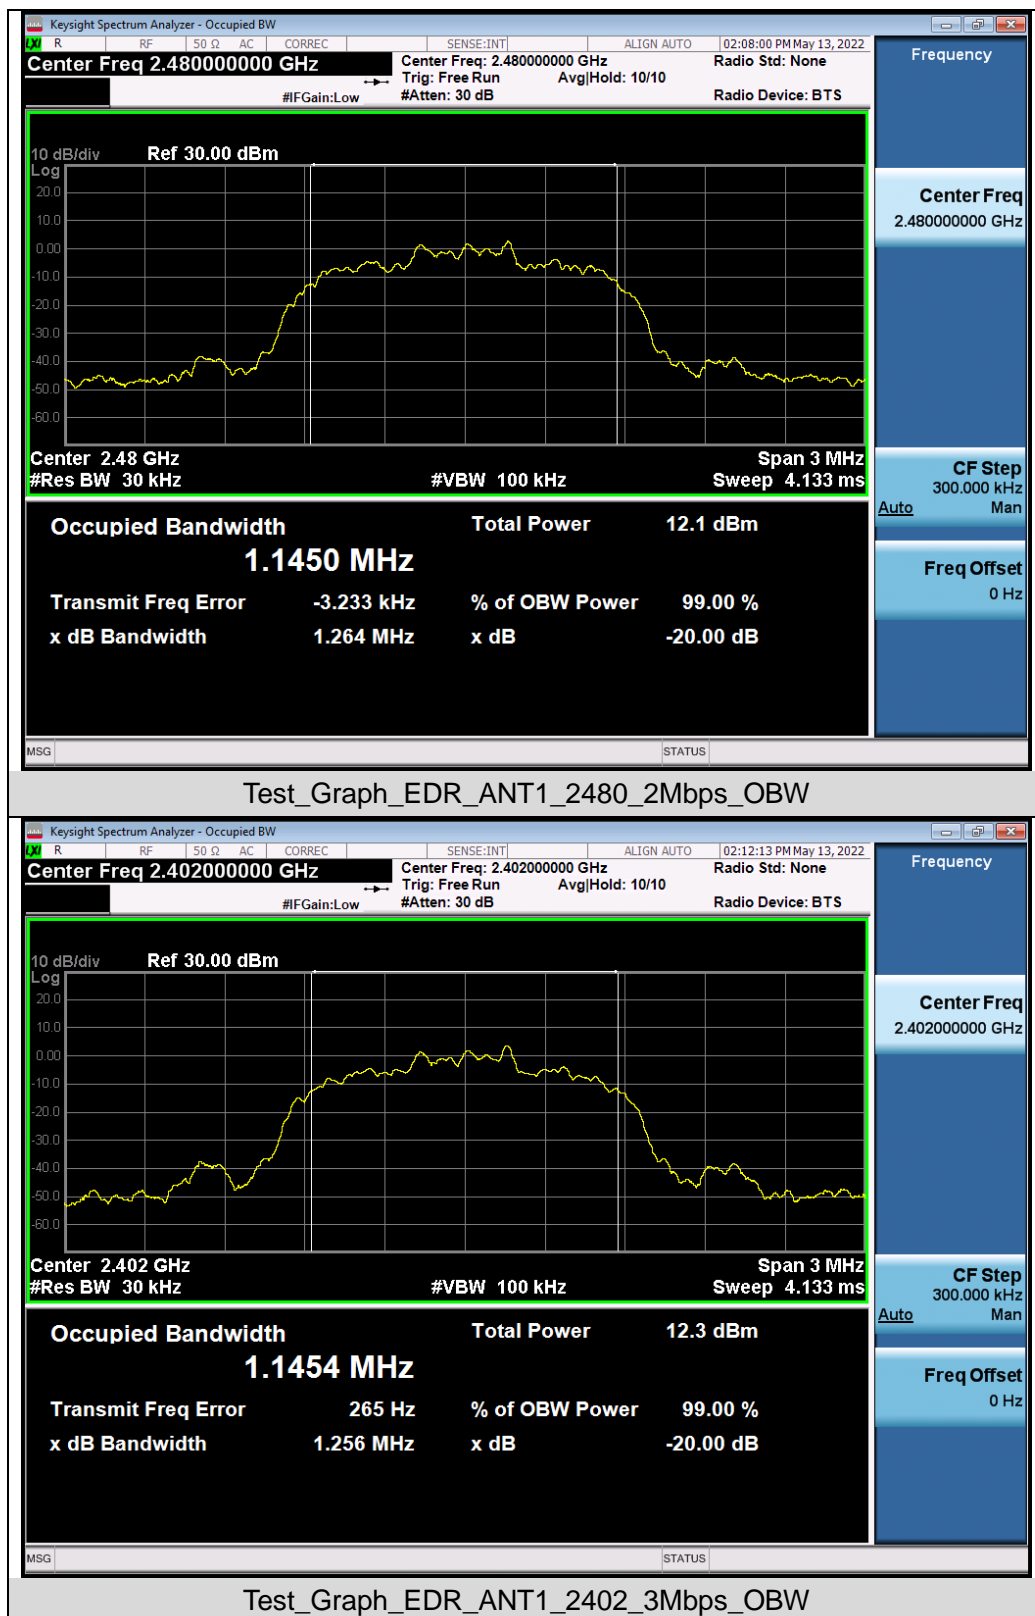 Keysight Spectrum Analyzer - Occupied BW
LXI R RF 50 Ω AC CORREC SENSE:INT ALIGN AUTO 02:08:00 PM May 13, 2022
Center Freq 2.480000000 GHz
Center Freq: 2.480000000 GHz Radio Std: None
Trig: Free Run Avg|Hold: 10/10
#IFGain:Low #Atten: 30 dB Radio Device: BTS
10 dB/div Ref 30.00 dBm
Log
20.0
10.0
0.00
-10.0
-20.0
-30.0
-40.0
-50.0
-60.0
Center 2.48 GHz Span 3 MHz
#Res BW 30 kHz #VBW 100 kHz Sweep 4.133 ms
Occupied Bandwidth Total Power 12.1 dBm
1.1450 MHz
Transmit Freq Error -3.233 kHz % of OBW Power 99.00 %
x dB Bandwidth 1.264 MHz x dB -20.00 dB
MSG STATUS
Frequency
Center Freq
2.480000000 GHz
CF Step
300.000 kHz
Auto Man
Freq Offset
0 Hz
Test_Graph_EDR_ANT1_2480_2Mbps_OBW
Keysight Spectrum Analyzer - Occupied BW
LXI R RF 50 Ω AC CORREC SENSE:INT ALIGN AUTO 02:12:13 PM May 13, 2022
Center Freq 2.402000000 GHz
Center Freq: 2.402000000 GHz Radio Std: None
Trig: Free Run Avg|Hold: 10/10
#IFGain:Low #Atten: 30 dB Radio Device: BTS
10 dB/div Ref 30.00 dBm
Log
20.0
10.0
0.00
-10.0
-20.0
-30.0
-40.0
-50.0
-60.0
Center 2.402 GHz Span 3 MHz
#Res BW 30 kHz #VBW 100 kHz Sweep 4.133 ms
Occupied Bandwidth Total Power 12.3 dBm
1.1454 MHz
Transmit Freq Error 265 Hz % of OBW Power 99.00 %
x dB Bandwidth 1.256 MHz x dB -20.00 dB
MSG STATUS
Frequency
Center Freq
2.402000000 GHz
CF Step
300.000 kHz
Auto Man
Freq Offset
0 Hz
Test_Graph_EDR_ANT1_2402_3Mbps_OBW